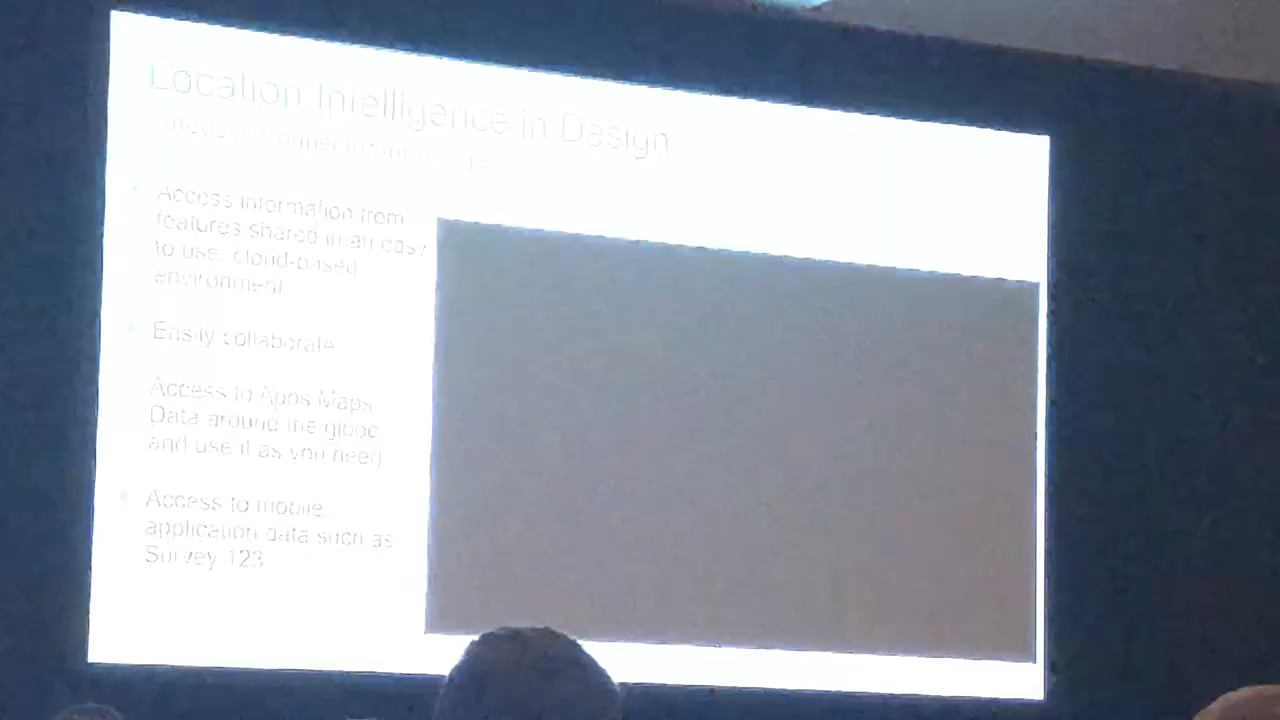 Location Intelligence in Design
Access information from
features shared in an easy
to use, cloud-based
environment
Easily collaborate
Access to Apps Maps
Data around the globe
and use it as you need
Access to mobile
application data such as
Survey 123